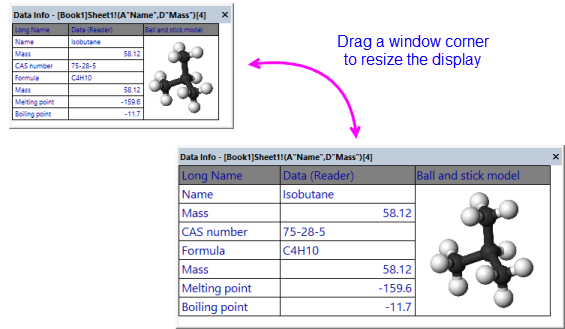 Data Info - [Book1]Sheet1!(A"Name",D"Mass")[4] ×
Long Name Data (Reader) Ball and stick model
Name Isobutane
Mass 58.12
CAS number 75-28-5
Formula C4H10
Mass 58.12
Melting point -159.6
Boiling point -11.7
Drag a window corner
to resize the display
Data Info - [Book1]Sheet1!(A"Name",D"Mass")[4] ×
Long Name Data (Reader) Ball and stick model
Name Isobutane
Mass 58.12
CAS number 75-28-5
Formula C4H10
Mass 58.12
Melting point -159.6
Boiling point -11.7